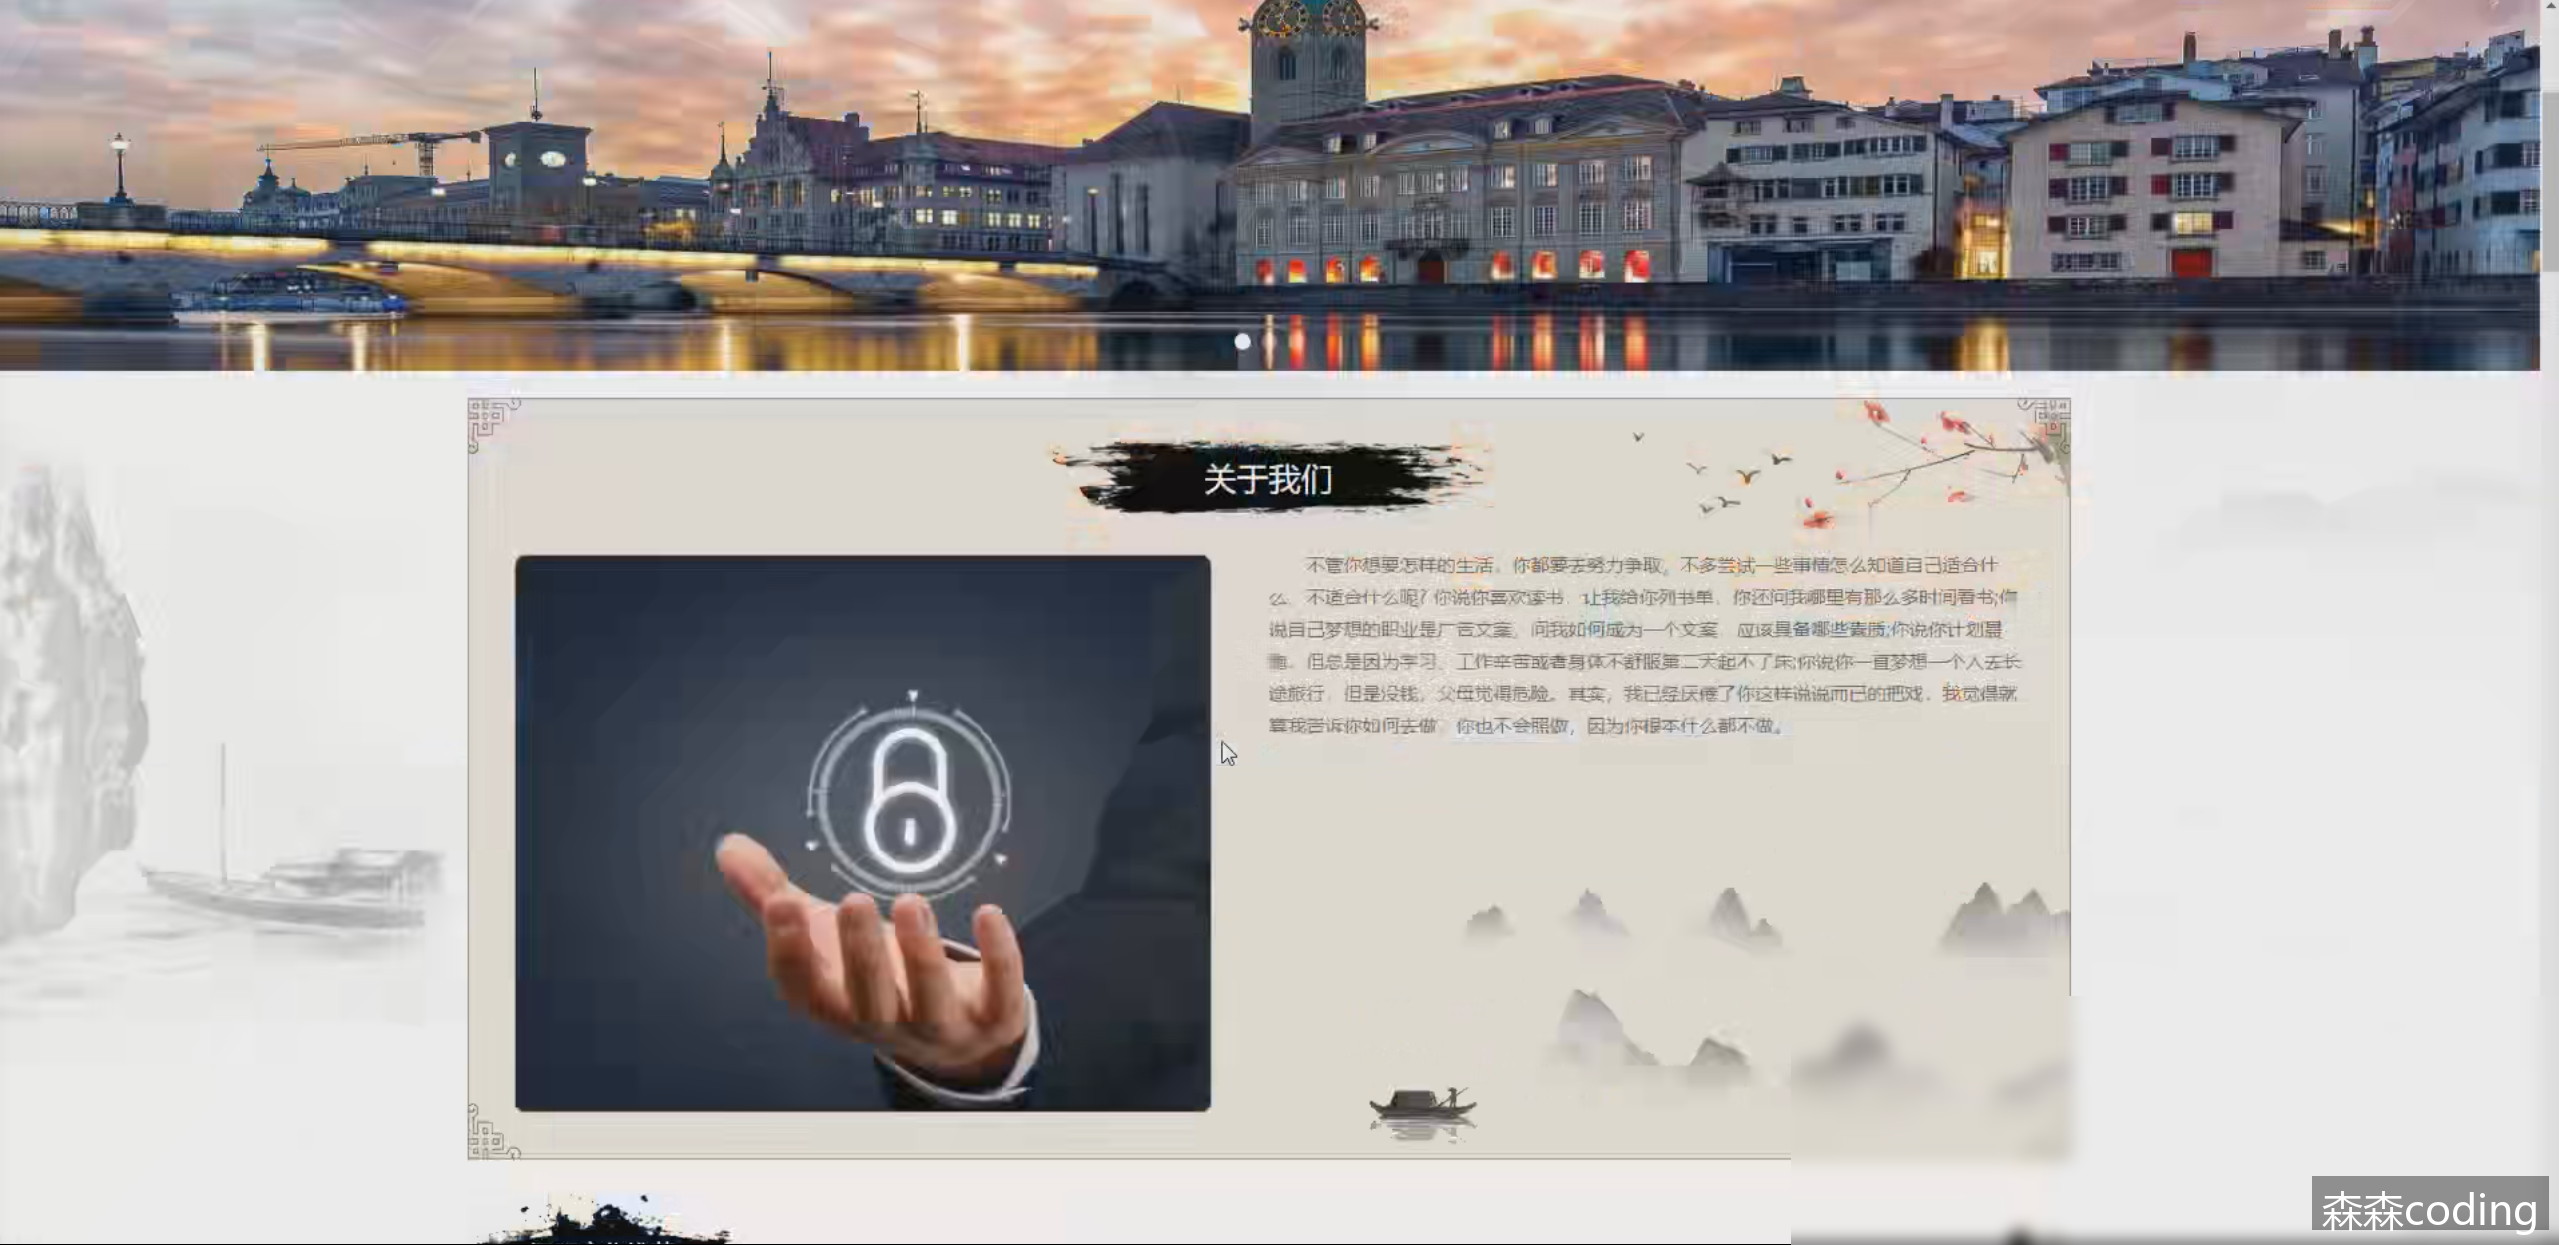 关于我们
不管你想要怎样的生活，你都要去努力争取，不多尝试一些事情怎么知道自己适合什
么、不适合什么呢?你说你喜欢读书，让我给你列书单，你还问我哪里有那么多时间看书;你
说自己梦想的职业是广告文案，问我如何成为一个文案，应该具备哪些素质;你说你计划晨
跑，但总是因为学习、工作辛苦或者身体不舒服第二天起不了床;你说你一直梦想一个人去长
途旅行，但是没钱，父母觉得危险。其实，我已经厌倦了你这样说说而已的把戏，我觉得就
算我告诉你如何去做，你也不会照做，因为你根本什么都不做。
森森coding